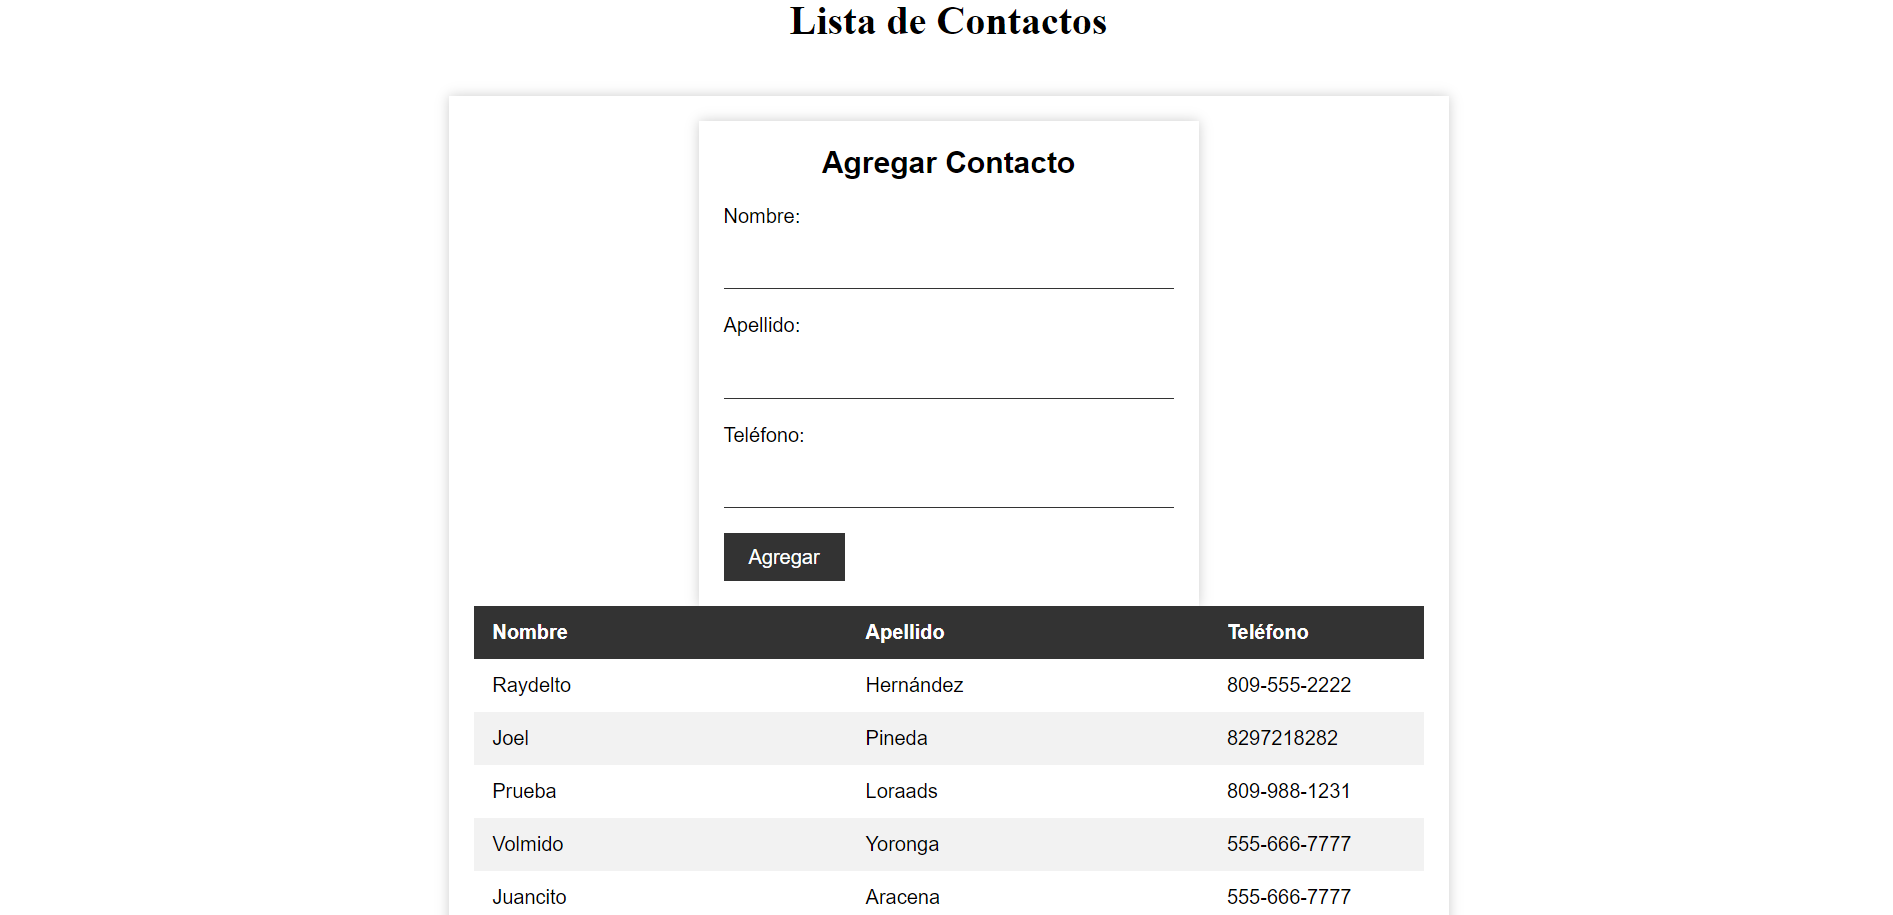 Lista de Contactos
Agregar Contacto
Nombre:
Apellido:
Teléfono:
Agregar
Nombre Apellido Teléfono
Raydelto Hernández 809-555-2222
Joel Pineda 8297218282
Prueba Loraads 809-988-1231
Volmido Yoronga 555-666-7777
Juancito Aracena 555-666-7777